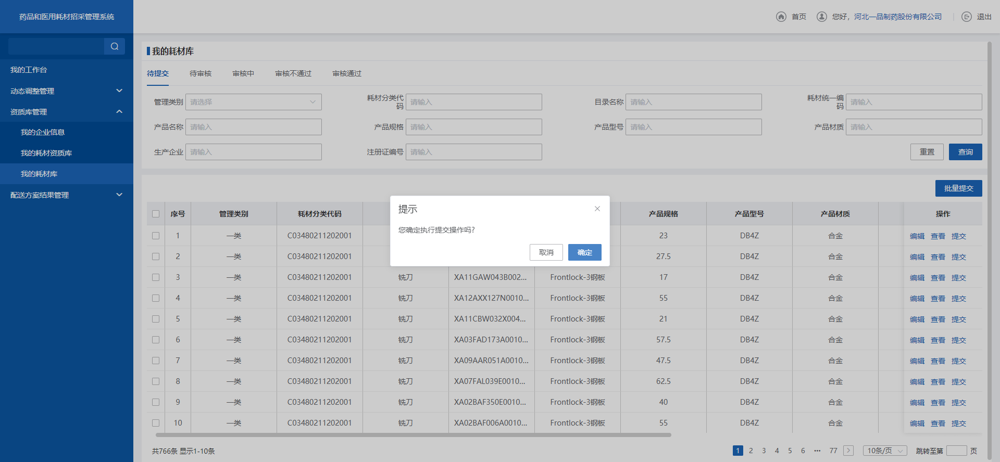 药品和医用耗材招采管理系统
首页 您好，河北一品制药股份有限公司 退出
我的工作台
动态调整管理
资质库管理
我的企业信息
我的耗材资质库
我的耗材库
配送方案结果管理
我的耗材库
待提交 待审核 审核中 审核不通过 审核通过
管理类别 请选择 耗材分类代码 请输入 目录名称 请输入 耗材统一编码 请输入
产品名称 请输入 产品规格 请输入 产品型号 请输入 产品材质 请输入
生产企业 请输入 注册证编号 请输入 重置 查询
批量提交
序号 管理类别 耗材分类代码 产品规格 产品型号 产品材质 操作
1 一类 C03480211202001 23 DB4Z 合金 编辑 查看 提交
2 一类 C03480211202001 27.5 DB4Z 合金 编辑 查看 提交
3 一类 C03480211202001 铣刀 XA11GAW043B002... Frontlock-3钢板 17 DB4Z 合金 编辑 查看 提交
4 一类 C03480211202001 铣刀 XA12AXX127N0010... Frontlock-3钢板 55 DB4Z 合金 编辑 查看 提交
5 一类 C03480211202001 铣刀 XA11CBW032X004... Frontlock-3钢板 21 DB4Z 合金 编辑 查看 提交
6 一类 C03480211202001 铣刀 XA03FAD173A0010... Frontlock-3钢板 57.5 DB4Z 合金 编辑 查看 提交
7 一类 C03480211202001 铣刀 XA09AAR051A0010... Frontlock-3钢板 47.5 DB4Z 合金 编辑 查看 提交
8 一类 C03480211202001 铣刀 XA07FAL039E0010... Frontlock-3钢板 62.5 DB4Z 合金 编辑 查看 提交
9 一类 C03480211202001 铣刀 XA02BAF350E0010... Frontlock-3钢板 40 DB4Z 合金 编辑 查看 提交
10 一类 C03480211202001 铣刀 XA02BAF006A0010... Frontlock-3钢板 55 DB4Z 合金 编辑 查看 提交
提示
您确定执行提交操作吗?
取消 确定
共766条 显示1-10条 1 2 3 4 5 6 ••• 77 10条/页 跳转至第 页